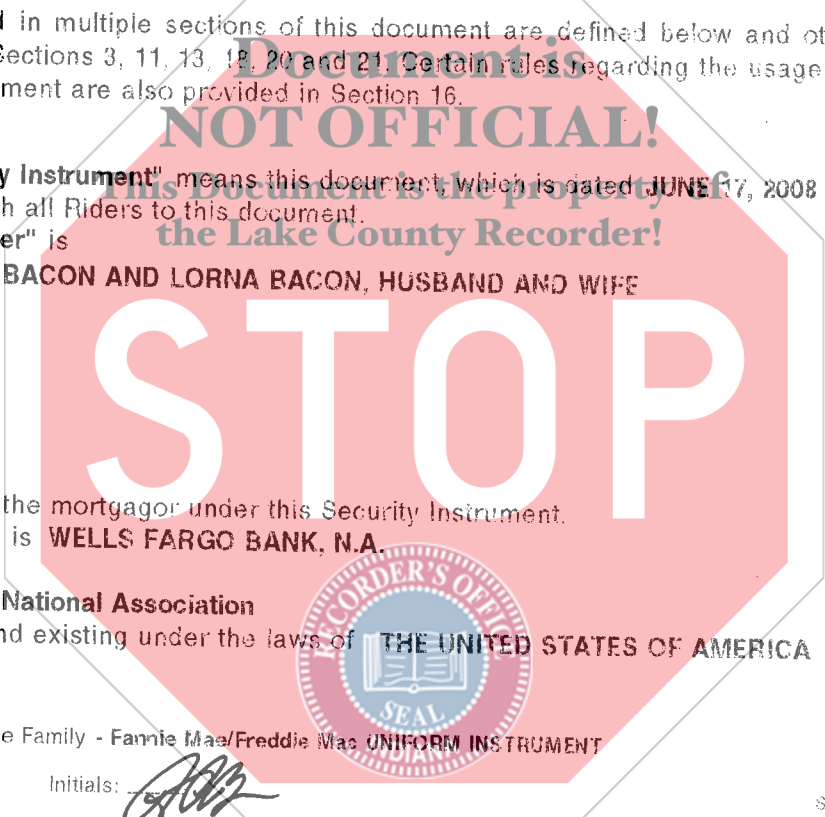 in multiple sections of this document are defined below and ot
Sections 3, 11, 13, 18, 20 and 21. Certain rules regarding the usage
ment are also provided in Section 16.
Document is
NOT OFFICIAL!
This Document is the property of
the Lake County Recorder!
y Instrument" means this document, which is dated JUNE 17, 2008
h all Riders to this document.
er" is
BACON AND LORNA BACON, HUSBAND AND WIFE
STOP
the mortgagor under this Security Instrument.
is WELLS FARGO BANK, N.A.
National Association
nd existing under the laws of THE UNITED STATES OF AMERICA
RECORDER'S OFFICE
SEAL
INDIANA
e Family - Fannie Mae/Freddie Mac UNIFORM INSTRUMENT
Initials: